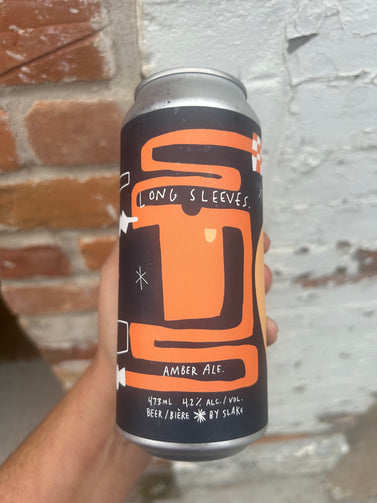 LONG SLEEVES.
AMBER ALE.
473ML 4.2% ALC./VOL.
BEER/BIÈRE BY SLAKE